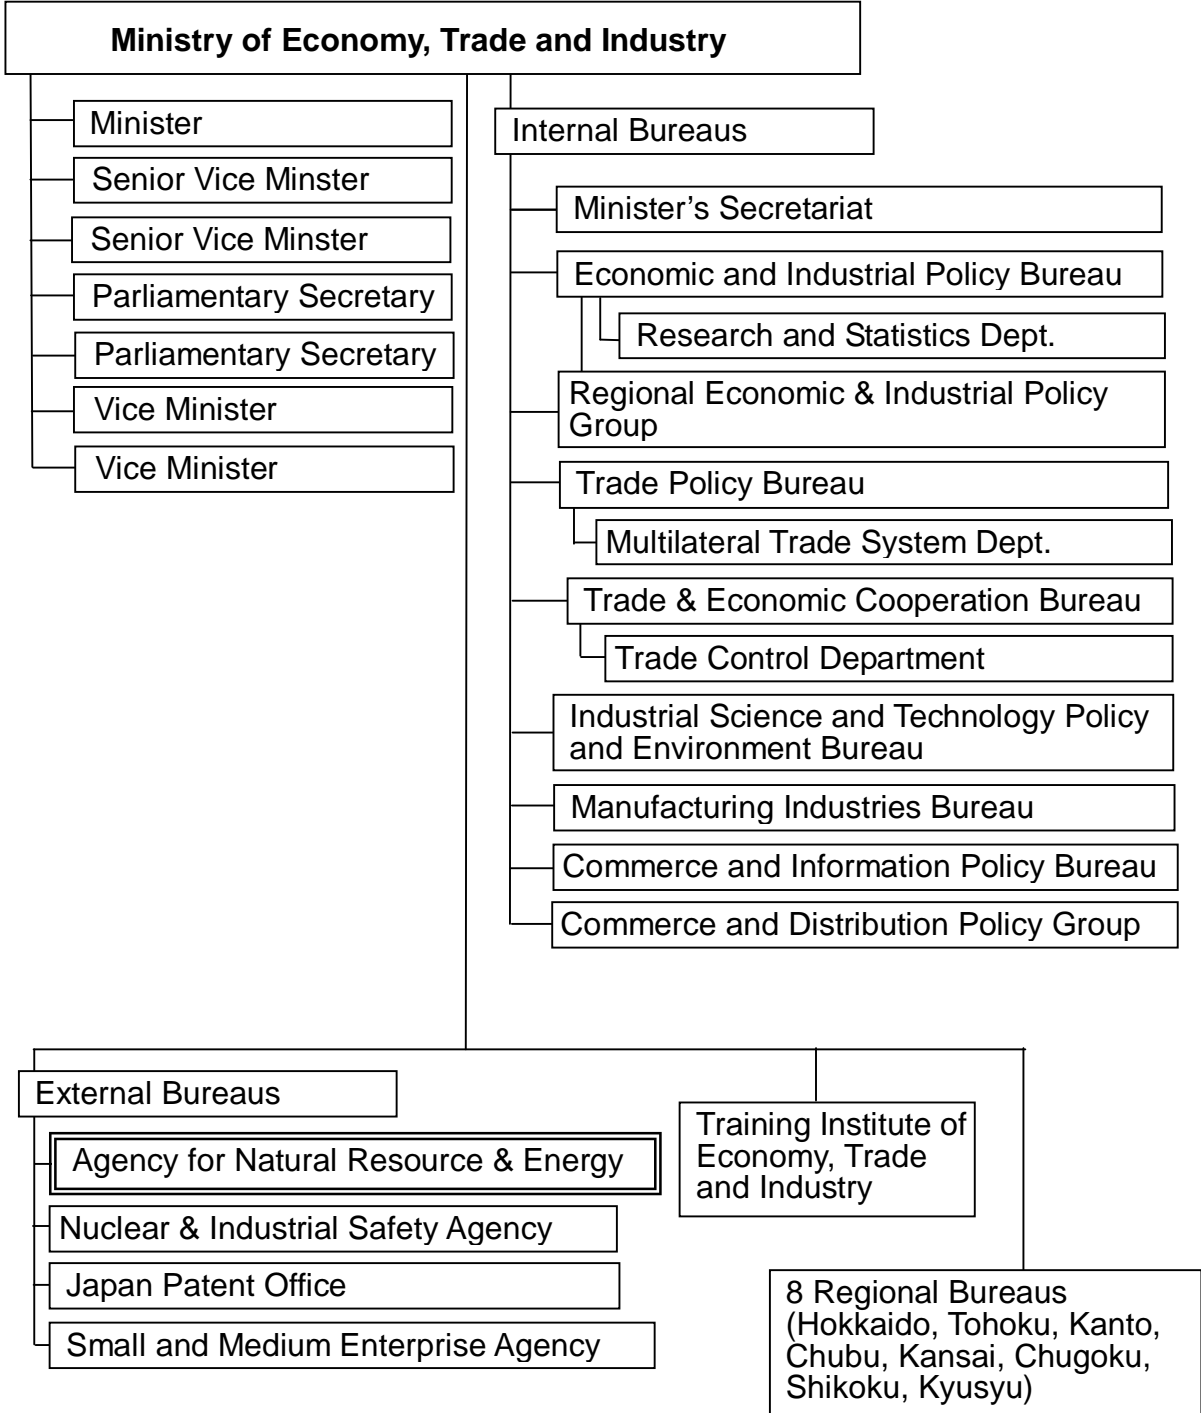 Ministry of Economy, Trade and Industry
Minister
Senior Vice Minster
Senior Vice Minster
Parliamentary Secretary
Parliamentary Secretary
Vice Minister
Vice Minister
Internal Bureaus
Minister’s Secretariat
Economic and Industrial Policy Bureau
Research and Statistics Dept.
Regional Economic & Industrial Policy
Group
Trade Policy Bureau
Multilateral Trade System Dept.
Trade & Economic Cooperation Bureau
Trade Control Department
Industrial Science and Technology Policy
and Environment Bureau
Manufacturing Industries Bureau
Commerce and Information Policy Bureau
Commerce and Distribution Policy Group
External Bureaus
Agency for Natural Resource & Energy
Nuclear & Industrial Safety Agency
Japan Patent Office
Small and Medium Enterprise Agency
Training Institute of
Economy, Trade
and Industry
8 Regional Bureaus
(Hokkaido, Tohoku, Kanto,
Chubu, Kansai, Chugoku,
Shikoku, Kyusyu)